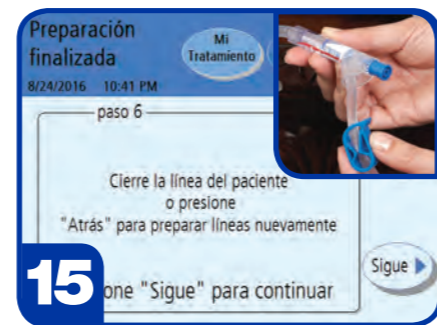 Preparación
finalizada
Mi
Tratamiento
8/24/2016 10:41 PM
paso 6
Cierre la línea del paciente
o presione
"Atrás" para preparar líneas nuevamente
Sigue
15
one "Sigue" para continuar